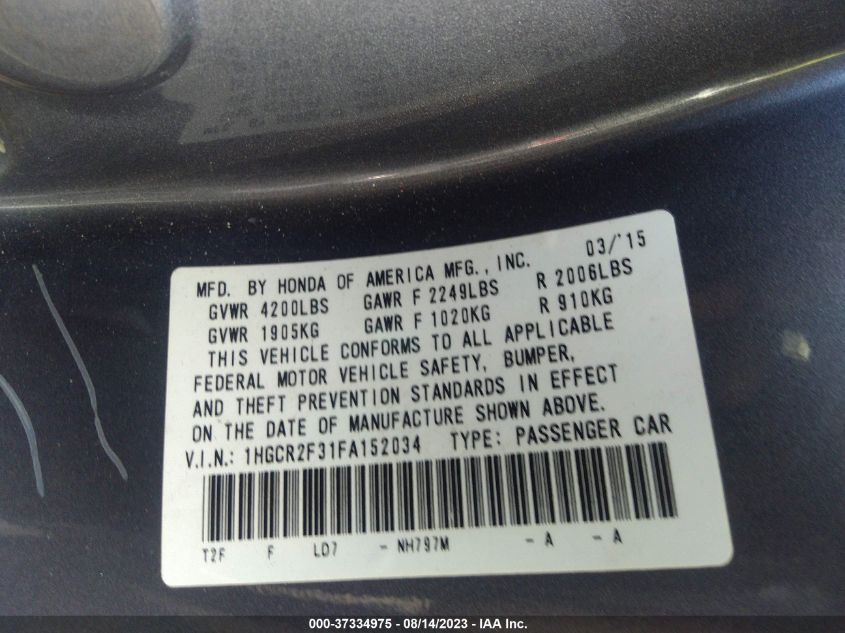 MFD. BY HONDA OF AMERICA MFG., INC. 03/'15
GVWR 4200LBS GAWR F 2249LBS R 2006LBS
GVWR 1905KG GAWR F 1020KG R 910KG
THIS VEHICLE CONFORMS TO ALL APPLICABLE
FEDERAL MOTOR VEHICLE SAFETY, BUMPER,
AND THEFT PREVENTION STANDARDS IN EFFECT
ON THE DATE OF MANUFACTURE SHOWN ABOVE.
V.I.N.: 1HGCR2F31FA152034 TYPE: PASSENGER CAR
T2F F LD7 - NH797M - A - A
000-37334975 - 08/14/2023 - IAA Inc.